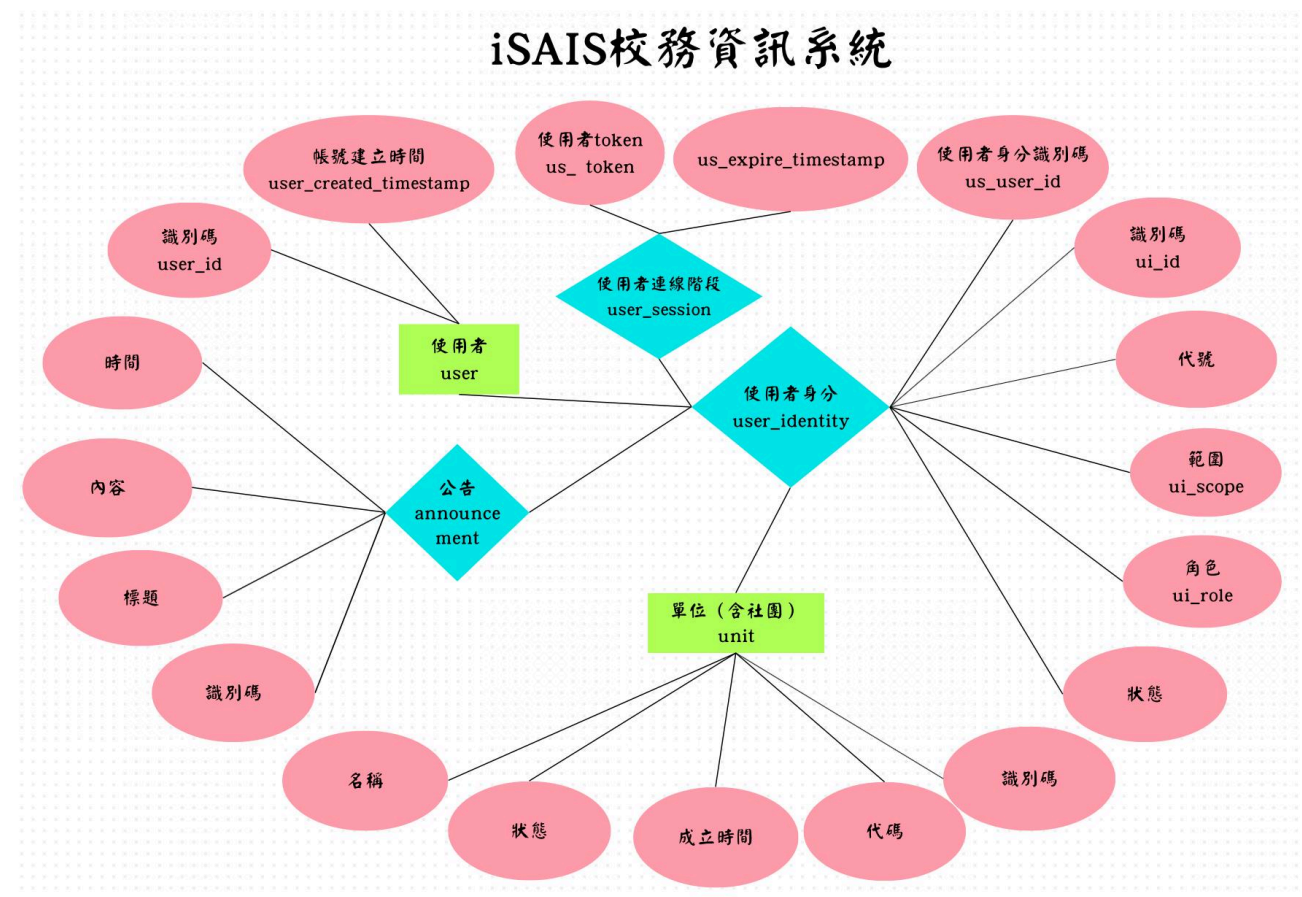 iSAIS校務資訊系統
帳號建立時間
user_created_timestamp
使用者token
us_ token
us_expire_timestamp
使用者身分識別碼
us_user_id
識別碼
user_id
識別碼
ui_id
使用者連線階段
user_session
使用者
user
時間
代號
使用者身分
user_identity
範圍
ui_scope
內容
公告
announce
ment
角色
ui_role
標題
單位（含社團）
unit
識別碼
狀態
名稱
識別碼
狀態
成立時間
代碼